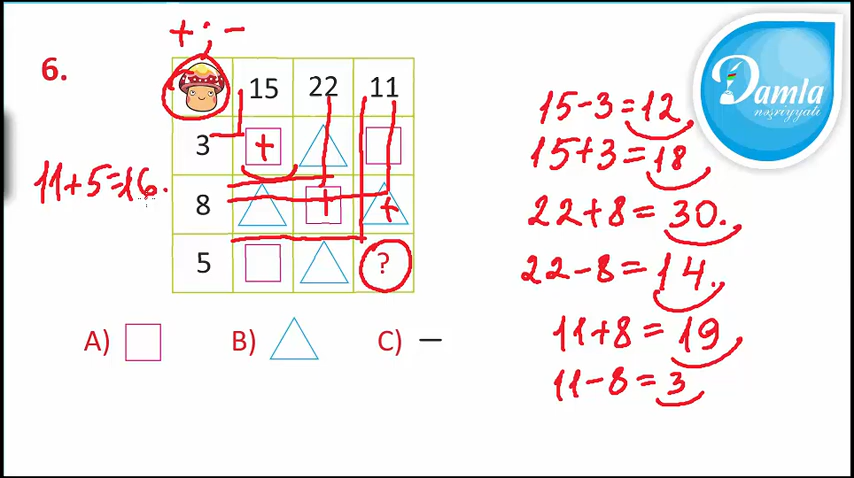 + ; −
6.
15 22 11
3 +
11+5=16.
8 + +
5 ?
A) B) C) −
Damla
nəşriyyatı
15−3=12
15+3=18
22+8=30.
22−8=14.
11+8=19
11−8=3